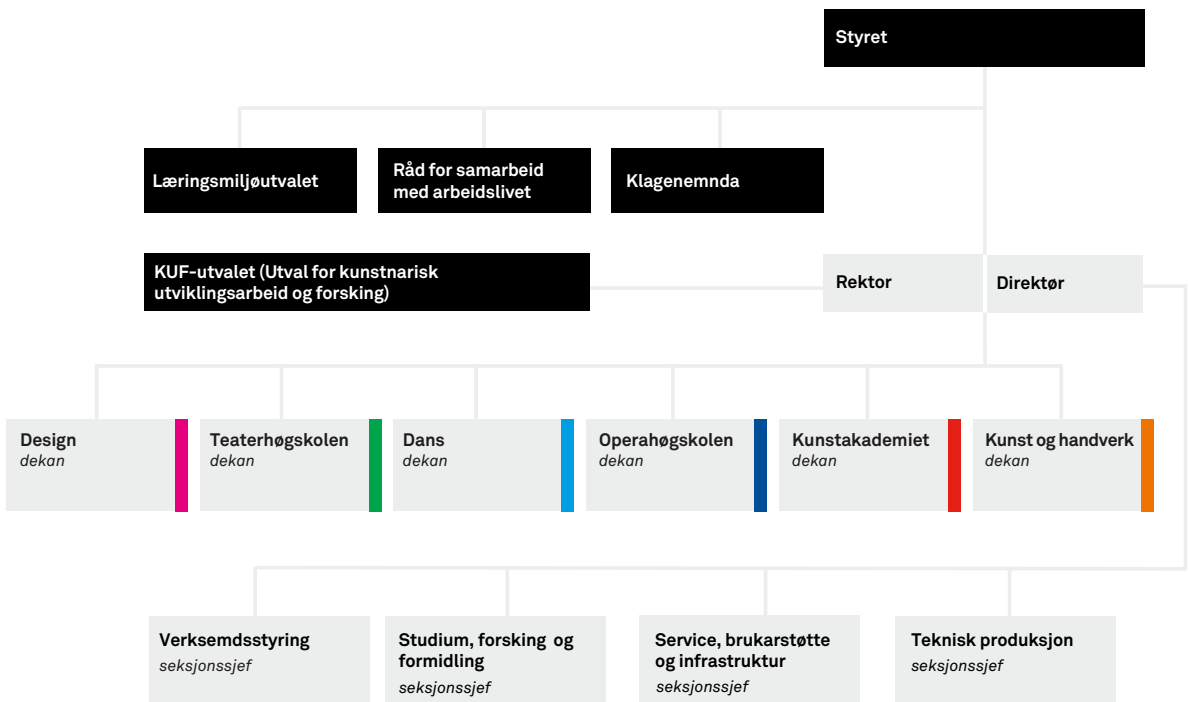 Styret
Læringsmiljøutvalet
Råd for samarbeid
med arbeidslivet
Klagenemnda
KUF-utvalet (Utval for kunstnarisk
utviklingsarbeid og forsking)
Rektor
Direktør
Design
dekan
Teaterhøgskolen
dekan
Dans
dekan
Operahøgskolen
dekan
Kunstakademiet
dekan
Kunst og handverk
dekan
Verksemdsstyring
seksjonssjef
Studium, forsking og
formidling
seksjonssjef
Service, brukarstøtte
og infrastruktur
seksjonssjef
Teknisk produksjon
seksjonssjef